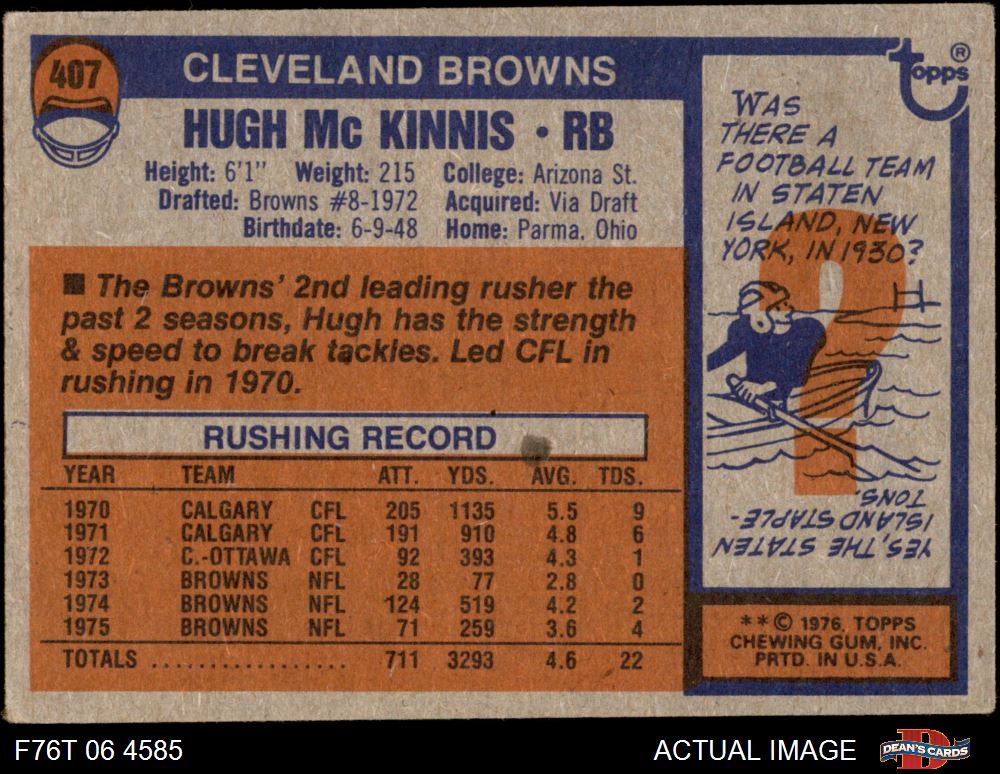 407
CLEVELAND BROWNS
HUGH Mc KINNIS • RB
Height: 6'1" Weight: 215 College: Arizona St.
Drafted: Browns #8-1972 Acquired: Via Draft
Birthdate: 6-9-48 Home: Parma, Ohio
■ The Browns' 2nd leading rusher the
past 2 seasons, Hugh has the strength
& speed to break tackles. Led CFL in
rushing in 1970.
RUSHING RECORD
YEAR TEAM ATT. YDS. AVG. TDS.
1970 CALGARY CFL 205 1135 5.5 9
1971 CALGARY CFL 191 910 4.8 6
1972 C.-OTTAWA CFL 92 393 4.3 1
1973 BROWNS NFL 28 77 2.8 0
1974 BROWNS NFL 124 519 4.2 2
1975 BROWNS NFL 71 259 3.6 4
TOTALS ................. 711 3293 4.6 22
Topps ®
WAS
THERE A
FOOTBALL TEAM
IN STATEN
ISLAND, NEW
YORK, IN 1930?
?
YES, THE STATEN
ISLAND STAPLE-
TONS.
**© 1976, TOPPS
CHEWING GUM, INC.
PRTD. IN U.S.A.
F76T 06 4585
ACTUAL IMAGE
DEAN'S CARDS